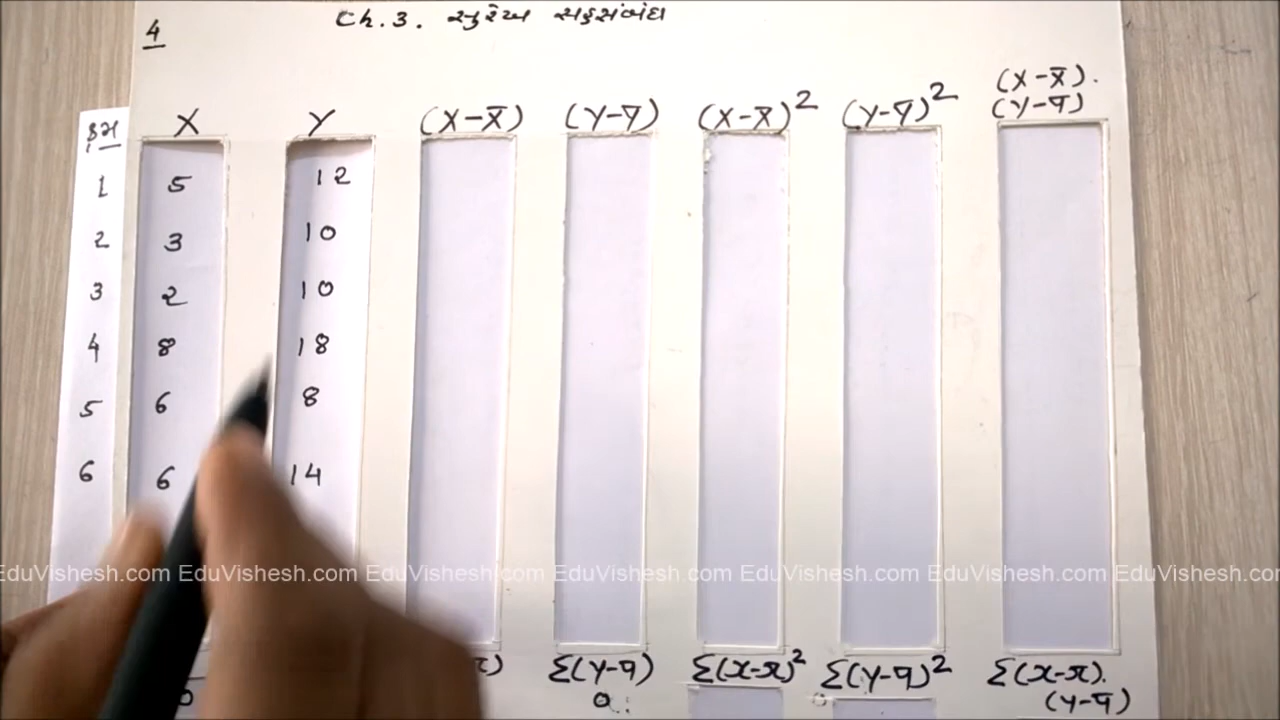 4
Ch. 3. સુરેખ સહસંબંધ
ક્રમ X Y (X-X̄) (Y-Ȳ) (X-X̄)² (Y-Ȳ)² (X-X̄).
(Y-Ȳ)
1 5 12
2 3 10
3 2 10
4 8 18
5 6 8
6 6 14
EduVishesh.com EduVishesh.com EduVishesh.com EduVishesh.com EduVishesh.com EduVishesh.com EduVishesh.com
Σ(Y-Ȳ) Σ(X-X̄)² Σ(Y-Ȳ)² Σ(X-X̄).
0 (Y-Ȳ)